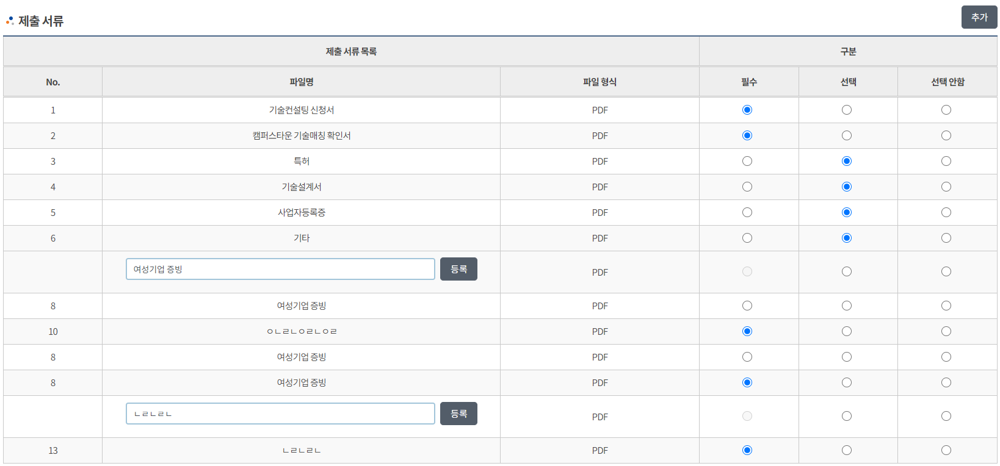 제출 서류
추가
제출 서류 목록 구분
No. 파일명 파일 형식 필수 선택 선택 안함
1 기술컨설팅 신청서 PDF
2 캠퍼스타운 기술매칭 확인서 PDF
3 특허 PDF
4 기술설계서 PDF
5 사업자등록증 PDF
6 기타 PDF
여성기업 증빙 등록 PDF
8 여성기업 증빙 PDF
10 ㅇㄴㄹㄴㅇㄹㄴㅇㄹ PDF
8 여성기업 증빙 PDF
8 여성기업 증빙 PDF
ㄴㄹㄴㄹㄴ 등록 PDF
13 ㄴㄹㄴㄹㄴ PDF